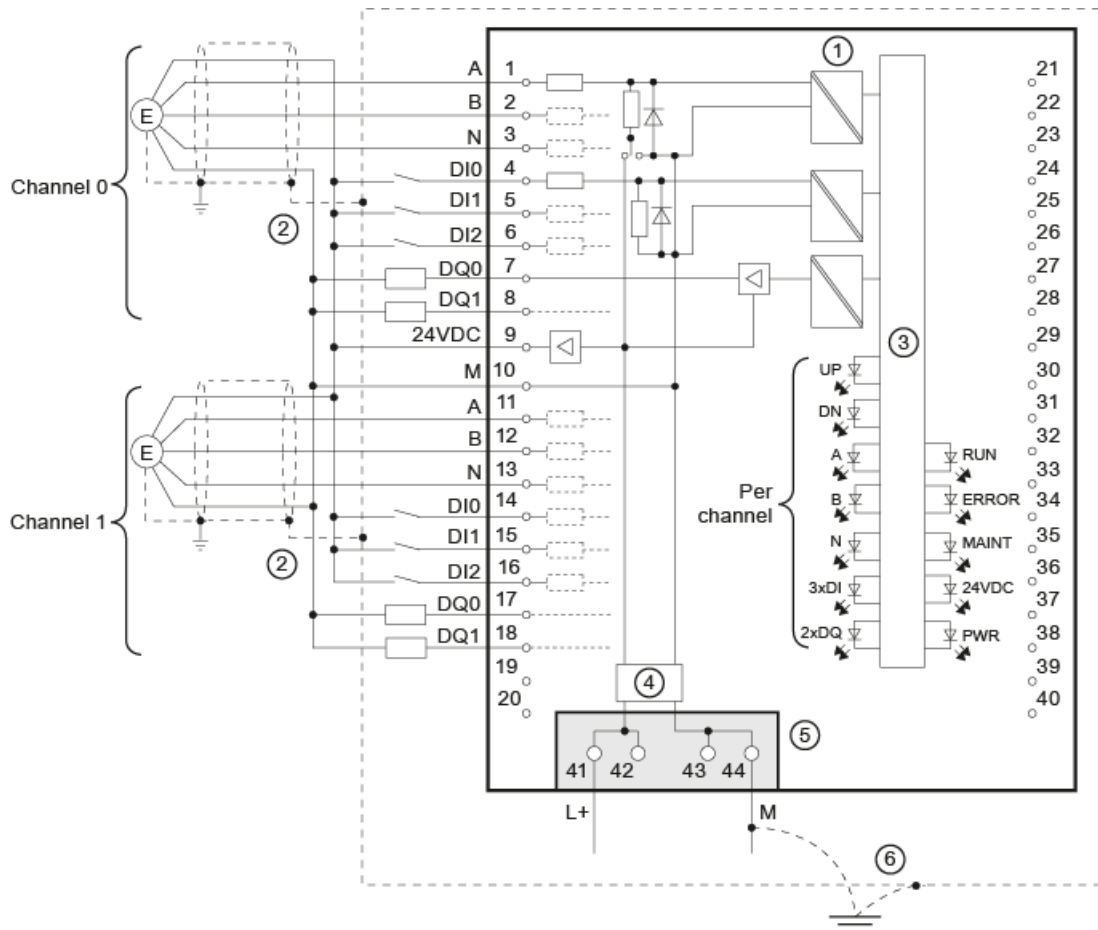 Channel 0
E
2
A 1
B 2
N 3
DI0 4
DI1 5
DI2 6
DQ0 7
DQ1 8
24VDC 9
M 10
Channel 1
E
2
A 11
B 12
N 13
DI0 14
DI1 15
DI2 16
DQ0 17
DQ1 18
19
20
1
3
Per
channel
UP
DN
A
B
N
3xDI
2xDQ
RUN
ERROR
MAINT
24VDC
PWR
21
22
23
24
25
26
27
28
29
30
31
32
33
34
35
36
37
38
39
40
4
5
41 42 43 44
L+ M
6